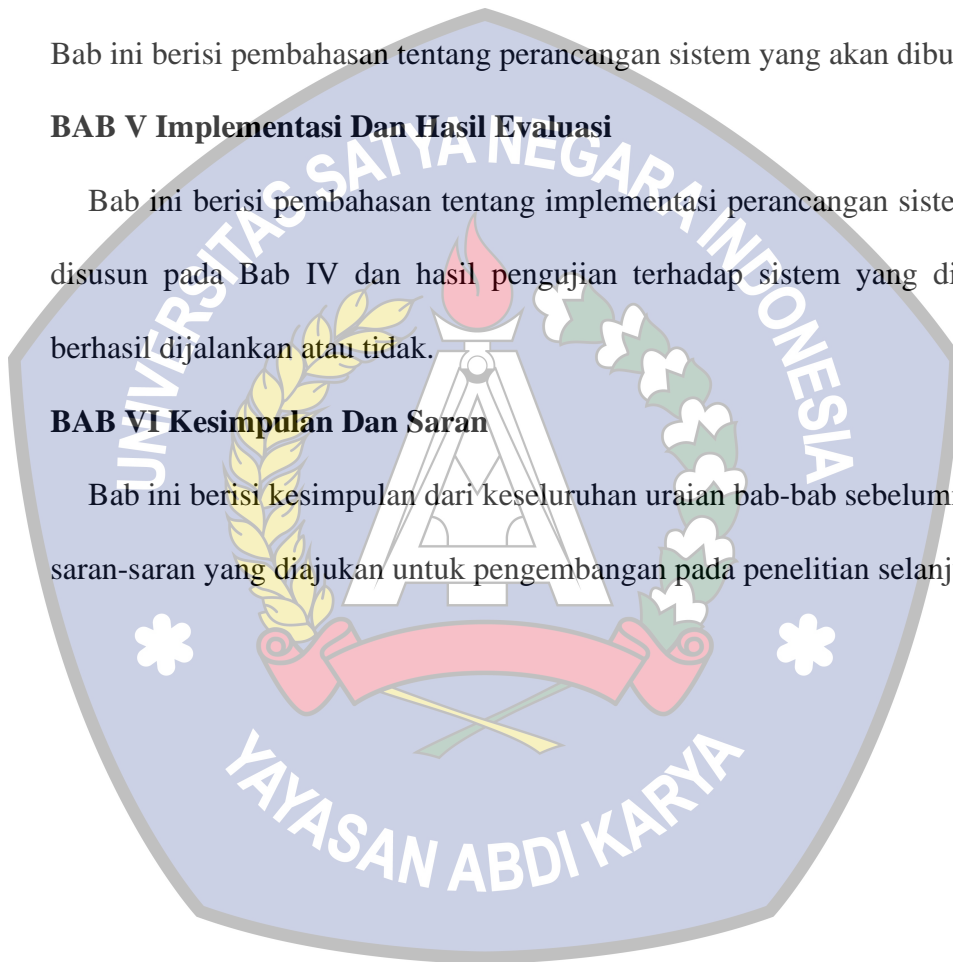 Bab ini berisi pembahasan tentang perancangan sistem yang akan dibu
BAB V Implementasi Dan Hasil Evaluasi
Bab ini berisi pembahasan tentang implementasi perancangan siste
disusun pada Bab IV dan hasil pengujian terhadap sistem yang di
berhasil dijalankan atau tidak.
BAB VI Kesimpulan Dan Saran
Bab ini berisi kesimpulan dari keseluruhan uraian bab-bab sebelum
saran-saran yang diajukan untuk pengembangan pada penelitian selanj
UNIVERSITAS SATYA NEGARA INDONESIA
YAYASAN ABDI KARYA